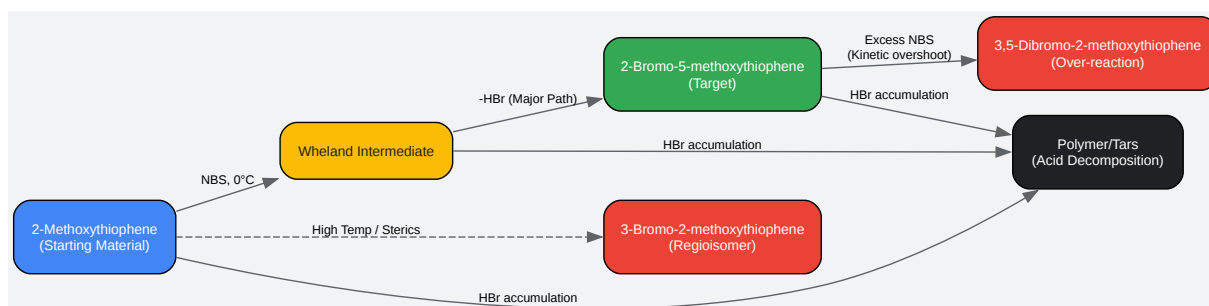 Excess NBS
(Kinetic overshoot)
3,5-Dibromo-2-methoxythiophene
(Over-reaction)
2-Bromo-5-methoxythiophene
(Target)
HBr accumulation
-HBr (Major Path)
Wheland Intermediate
HBr accumulation
Polymer/Tars
(Acid Decomposition)
NBS, 0°C
2-Methoxythiophene
(Starting Material)
High Temp / Sterics
3-Bromo-2-methoxythiophene
(Regioisomer)
HBr accumulation